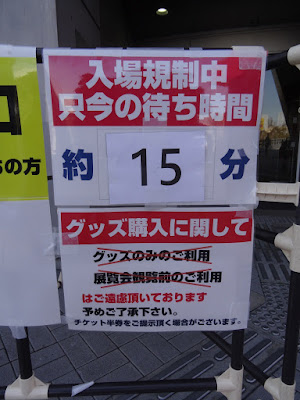 入場規制中
只今の待ち時間
約 15 分
グッズ購入に関して
グッズのみのご利用
展覧会観覧前のご利用
はご遠慮頂いております
予めご了承下さい。
チケット半券をご提示頂く場合がございます。
口
の方